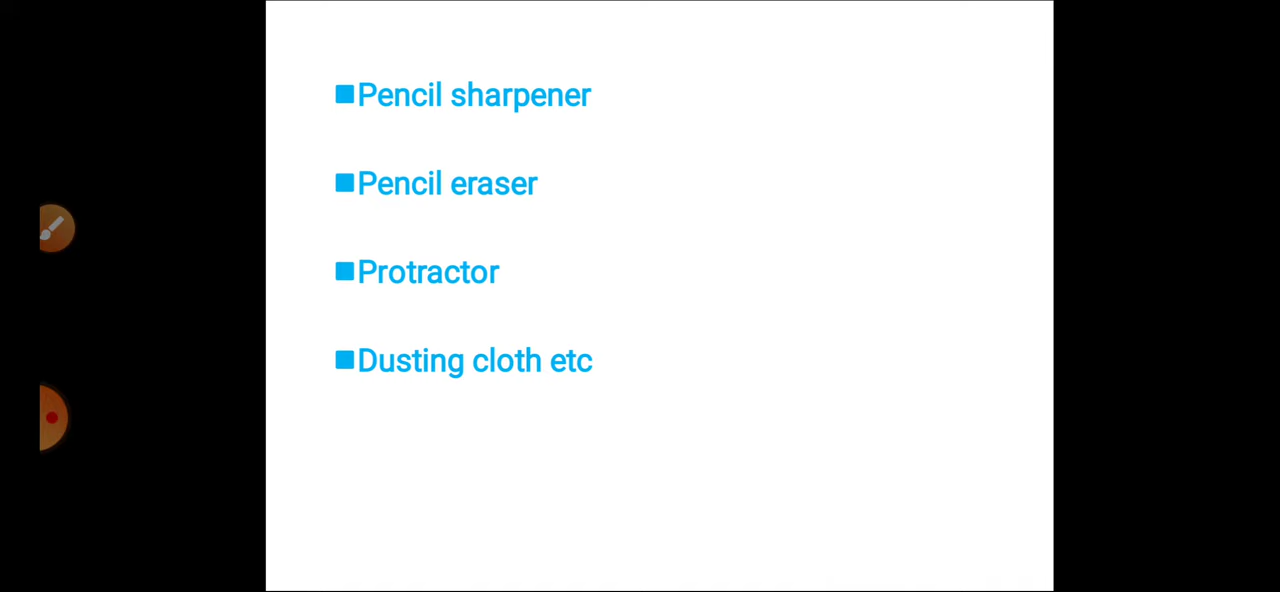 ■Pencil sharpener
■Pencil eraser
■Protractor
■Dusting cloth etc